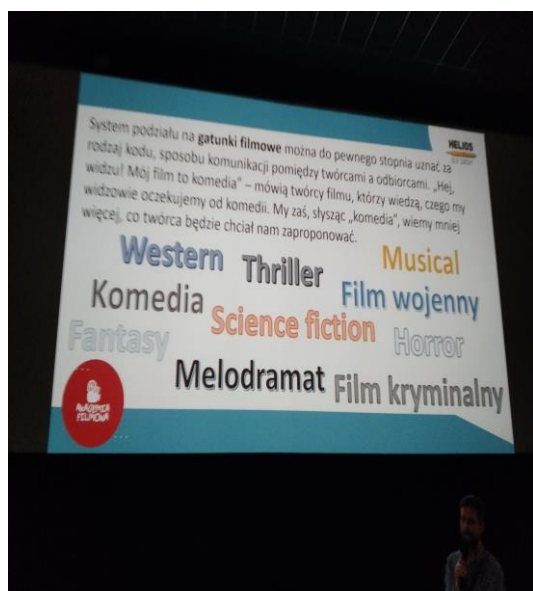 System podziału na gatunki filmowe można do pewnego stopnia uznać za
rodzaj kodu, sposobu komunikacji pomiędzy twórcami a odbiorcami. „Hej,
widzu! Mój film to komedia” – mówią twórcy filmu, którzy wiedzą, czego my
widzowie oczekujemy od komedii. My zaś, słysząc „komedia”, wiemy mniej
więcej, co twórca będzie chciał nam zaproponować.
HELIOS
Western Thriller Musical
Komedia Film wojenny
Fantasy Science fiction Horror
Melodramat Film kryminalny
AKADEMIA
FILMOWA